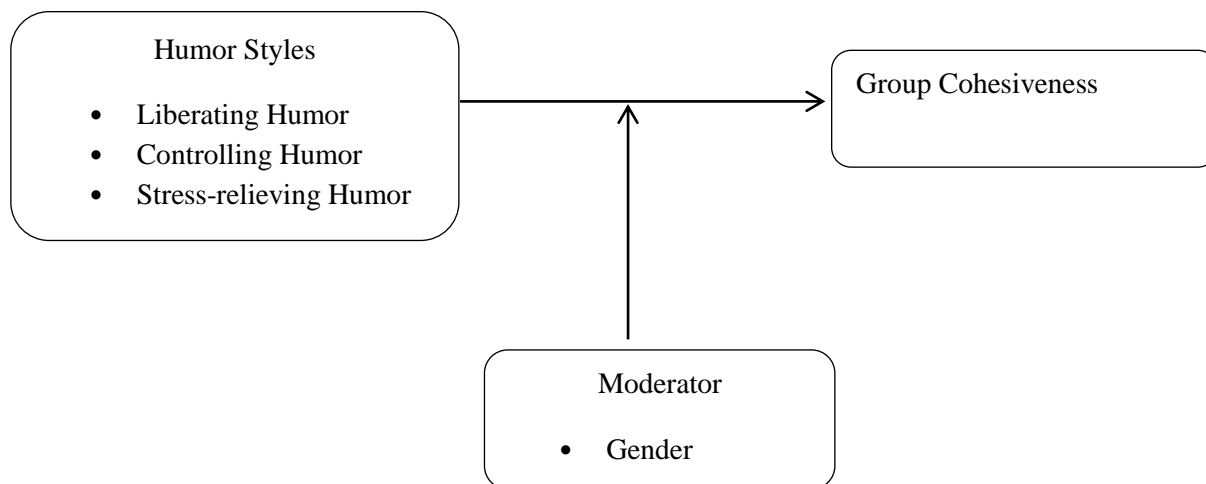 Humor Styles
• Liberating Humor
• Controlling Humor
• Stress-relieving Humor
Group Cohesiveness
Moderator
• Gender